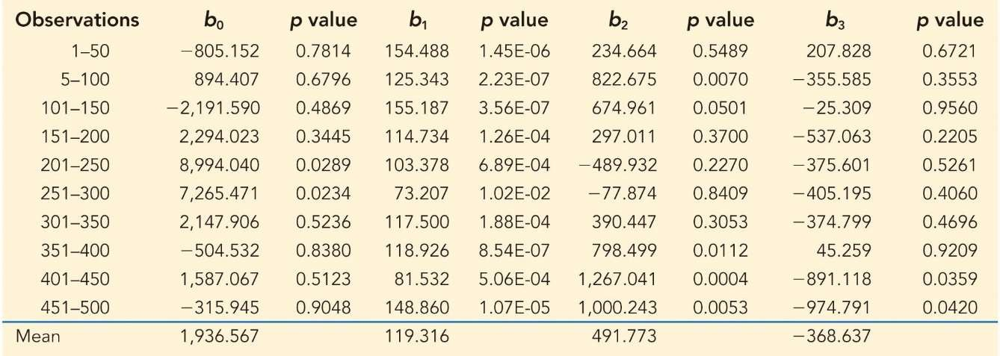 Observations b₀ p value b₁ p value b₂ p value b₃ p value
1–50 −805.152 0.7814 154.488 1.45E-06 234.664 0.5489 207.828 0.6721
5–100 894.407 0.6796 125.343 2.23E-07 822.675 0.0070 −355.585 0.3553
101–150 −2,191.590 0.4869 155.187 3.56E-07 674.961 0.0501 −25.309 0.9560
151–200 2,294.023 0.3445 114.734 1.26E-04 297.011 0.3700 −537.063 0.2205
201–250 8,994.040 0.0289 103.378 6.89E-04 −489.932 0.2270 −375.601 0.5261
251–300 7,265.471 0.0234 73.207 1.02E-02 −77.874 0.8409 −405.195 0.4060
301–350 2,147.906 0.5236 117.500 1.88E-04 390.447 0.3053 −374.799 0.4696
351–400 −504.532 0.8380 118.926 8.54E-07 798.499 0.0112 45.259 0.9209
401–450 1,587.067 0.5123 81.532 5.06E-04 1,267.041 0.0004 −891.118 0.0359
451–500 −315.945 0.9048 148.860 1.07E-05 1,000.243 0.0053 −974.791 0.0420
Mean 1,936.567 119.316 491.773 −368.637